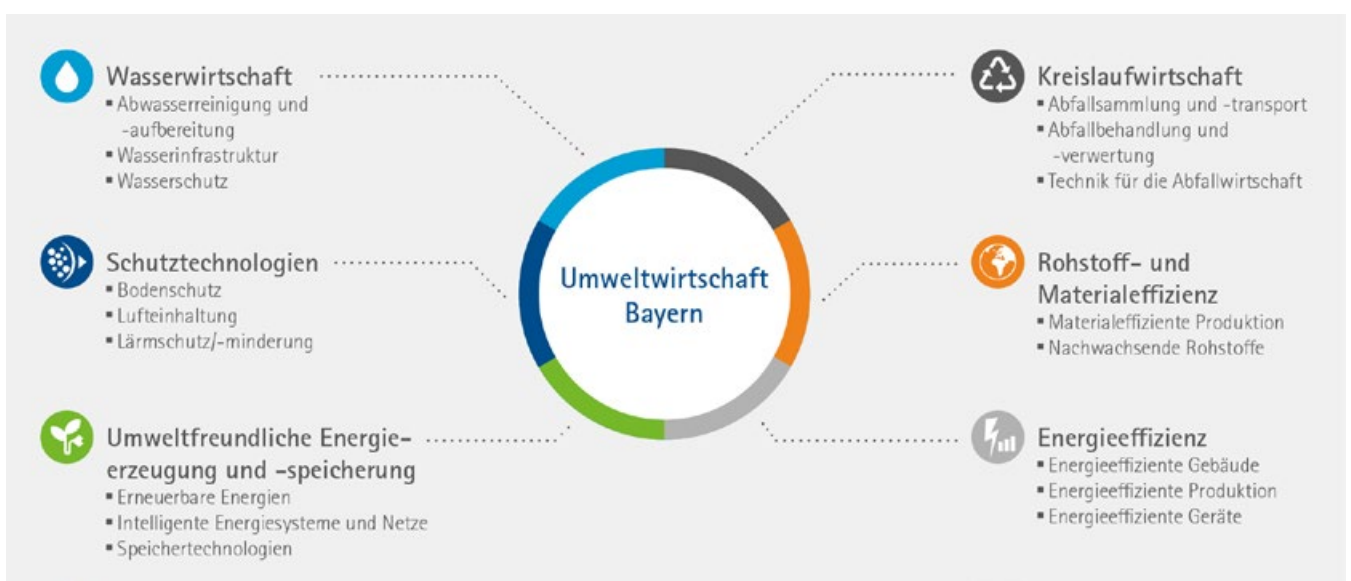 Wasserwirtschaft
▪ Abwasserreinigung und
-aufbereitung
▪ Wasserinfrastruktur
▪ Wasserschutz
Schutztechnologien
▪ Bodenschutz
▪ Lufteinhaltung
▪ Lärmschutz/-minderung
Umweltfreundliche Energie-
erzeugung und -speicherung
▪ Erneuerbare Energien
▪ Intelligente Energiesysteme und Netze
▪ Speichertechnologien
Umweltwirtschaft
Bayern
Kreislaufwirtschaft
▪ Abfallsammlung und -transport
▪ Abfallbehandlung und
-verwertung
▪ Technik für die Abfallwirtschaft
Rohstoff- und
Materialeffizienz
▪ Materialeffiziente Produktion
▪ Nachwachsende Rohstoffe
Energieeffizienz
▪ Energieeffiziente Gebäude
▪ Energieeffiziente Produktion
▪ Energieeffiziente Geräte